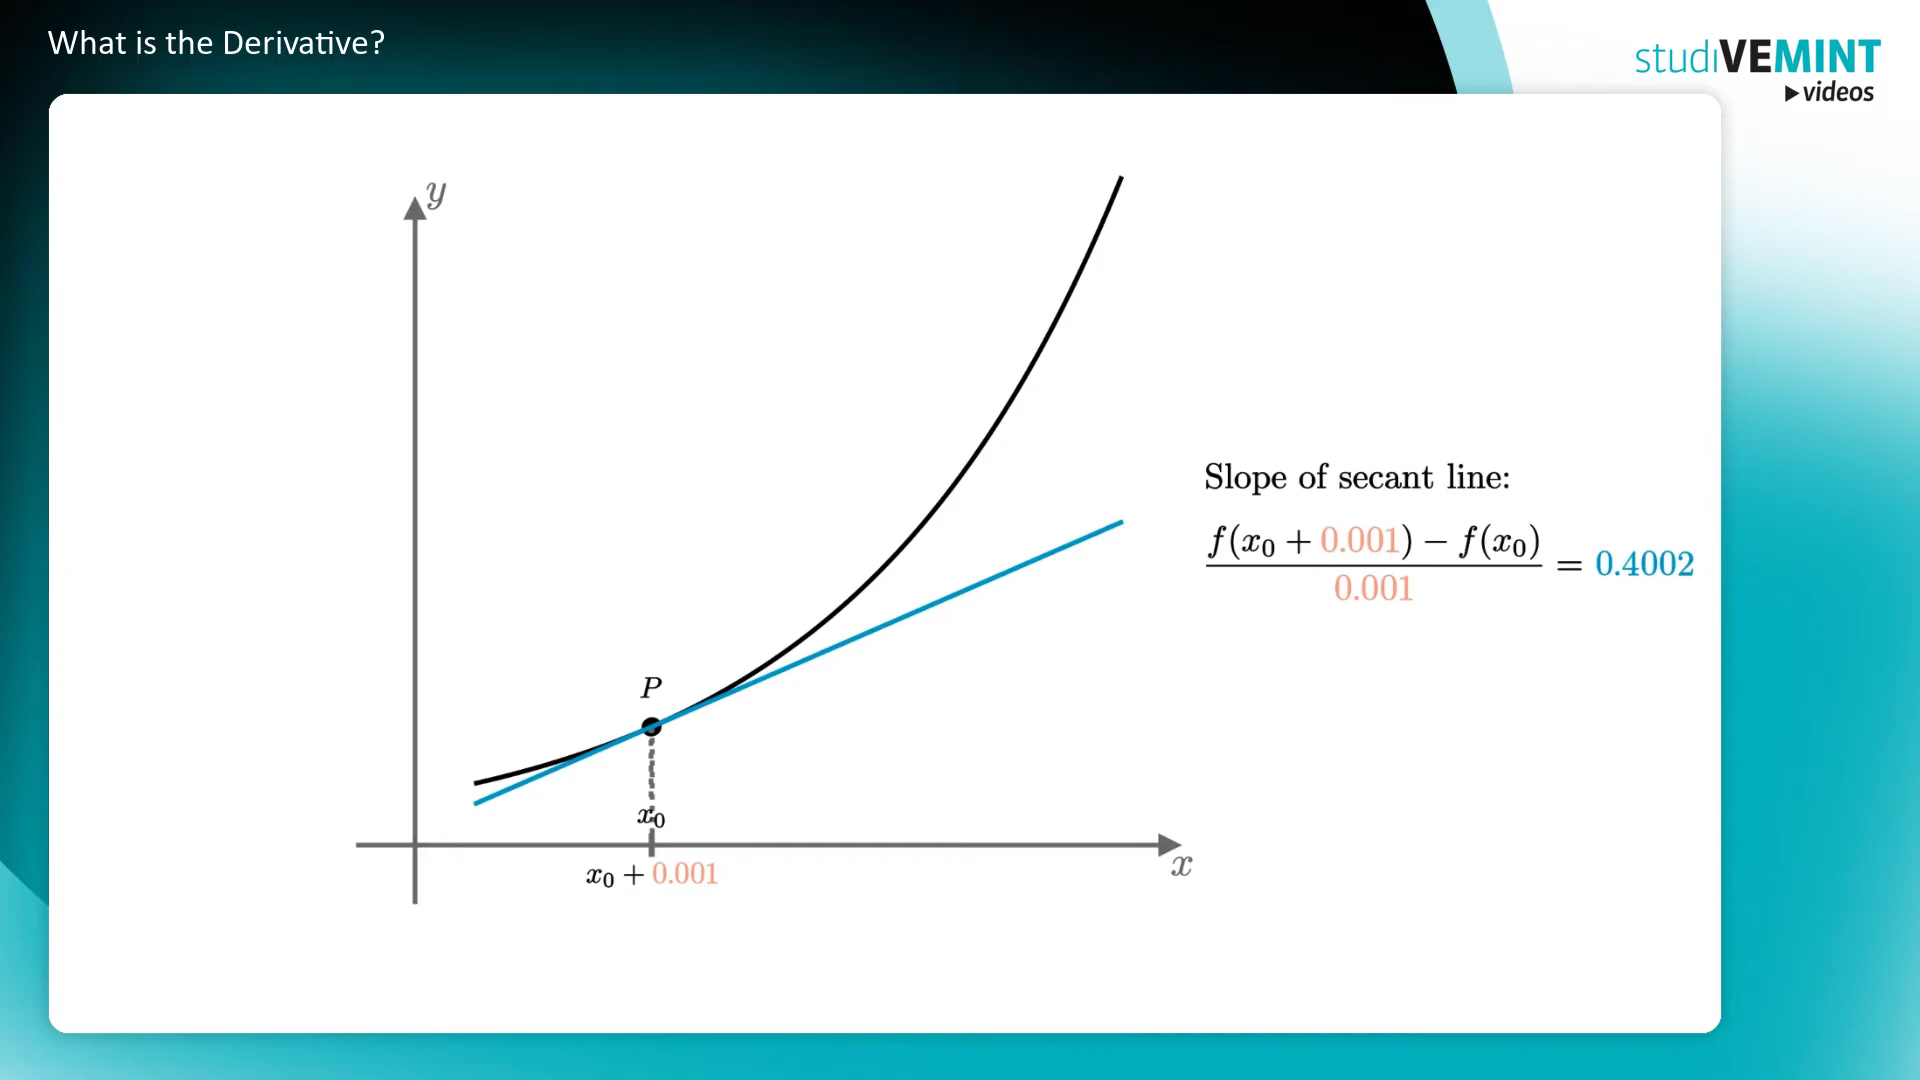 What is the Derivative?
studiVEMINT
videos
y
Slope of secant line:
f(x₀ + 0.001) − f(x₀)
= 0.4002
0.001
P
x₀
x
x₀ + 0.001